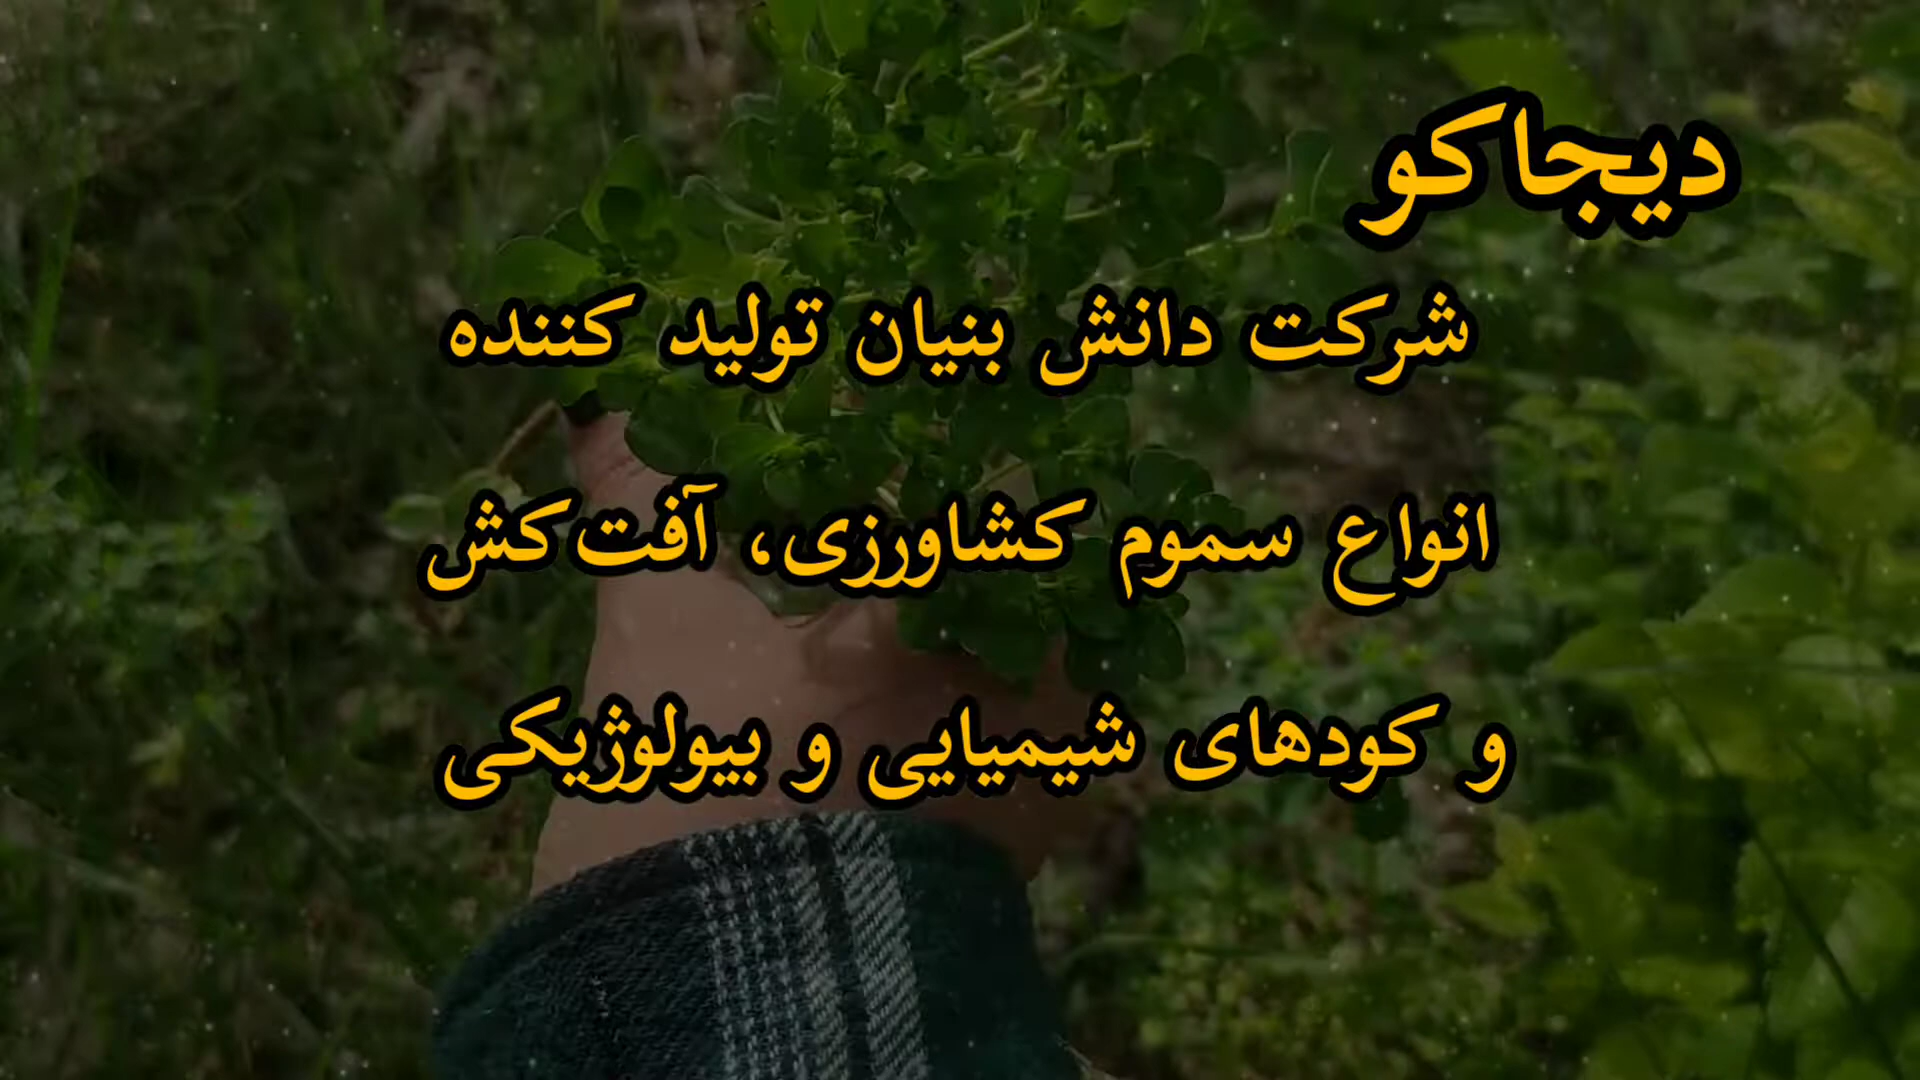 دیجاکو
شرکت دانش بنیان تولید کننده
انواع سموم کشاورزی، آفت‌کش
و کودهای شیمیایی و بیولوژیکی